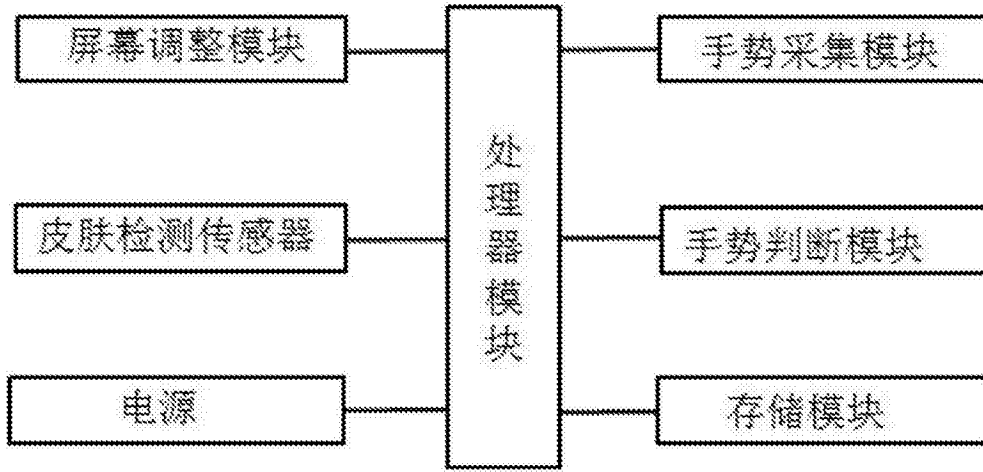 屏幕调整模块
手势采集模块
处理器模块
皮肤检测传感器
手势判断模块
电源
存储模块